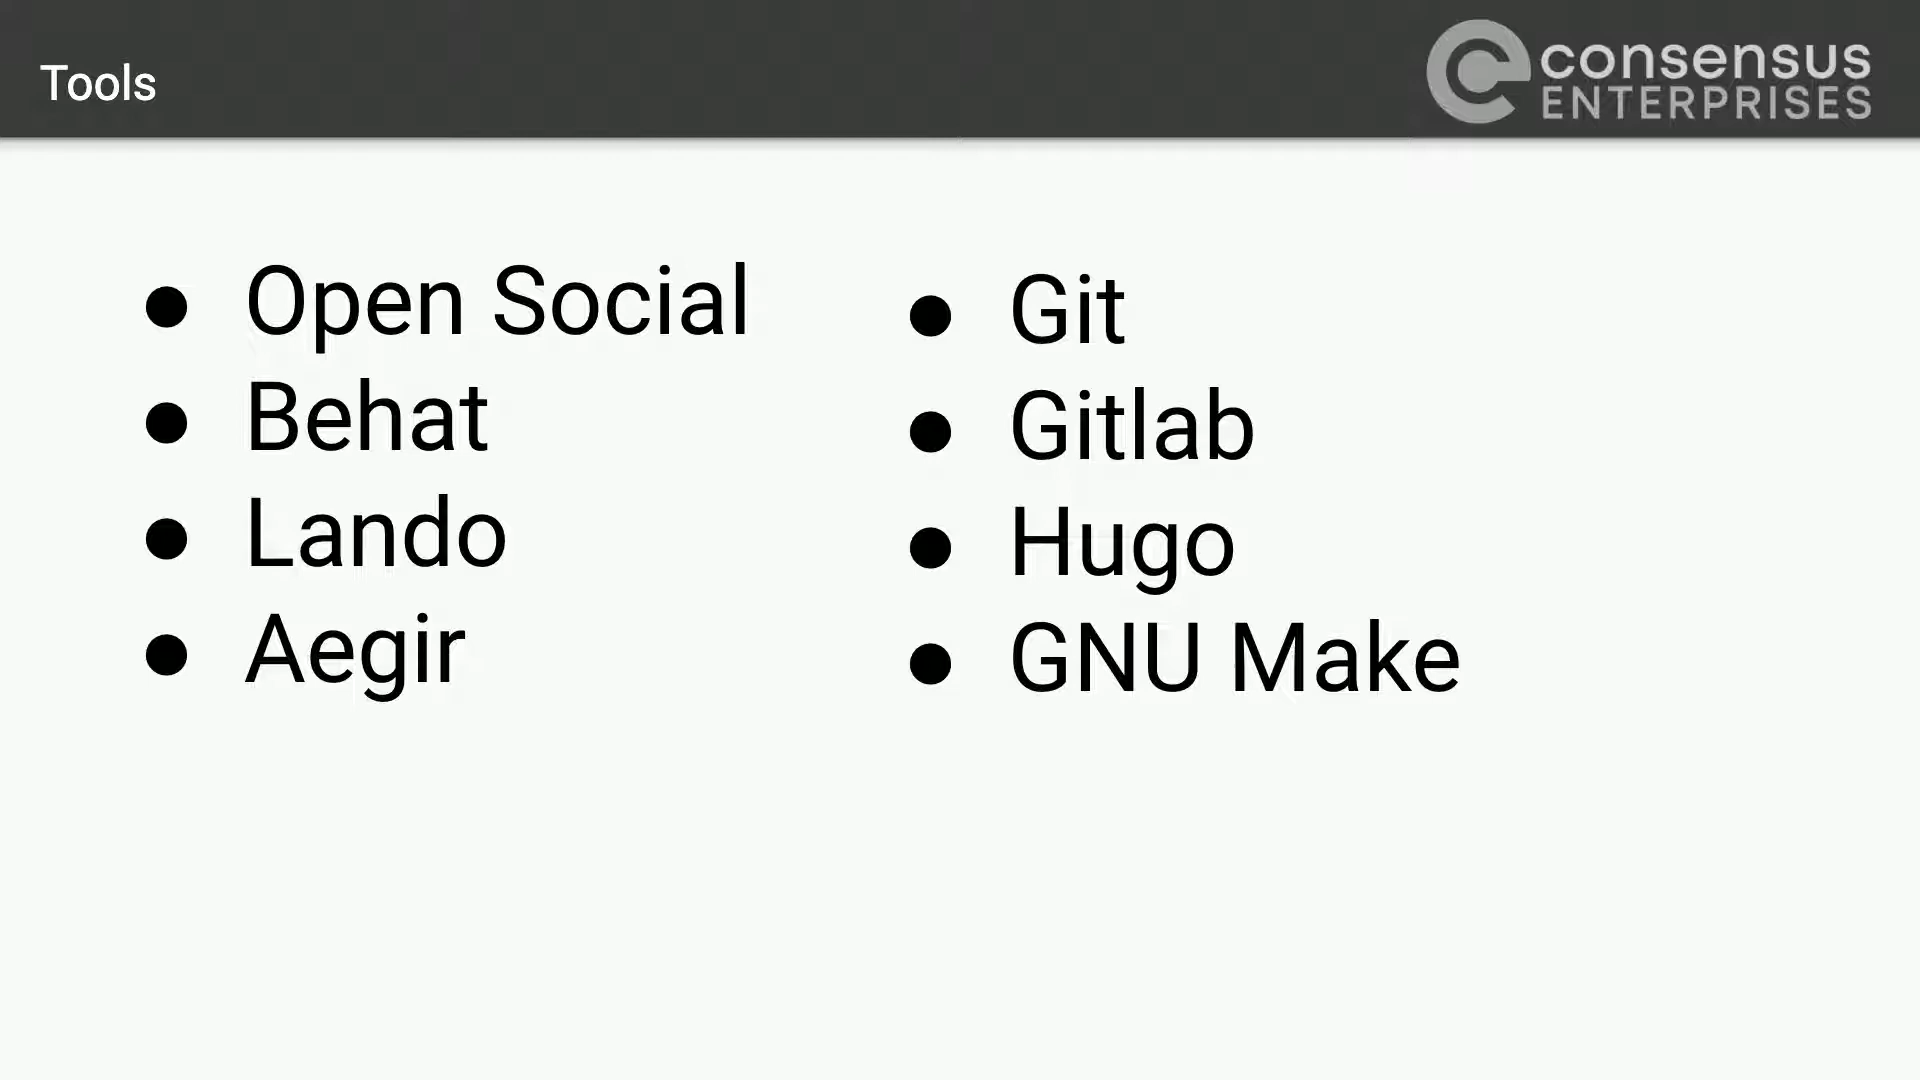 Tools
consensus
ENTERPRISES
● Open Social
● Behat
● Lando
● Aegir
● Git
● Gitlab
● Hugo
● GNU Make